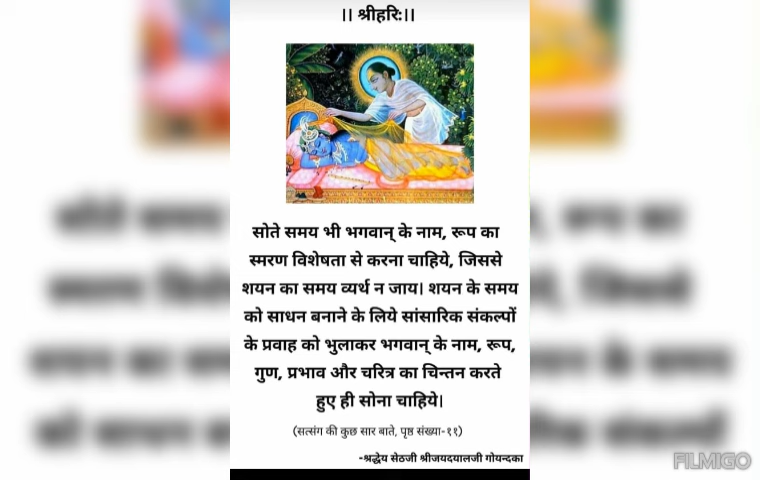 ।। श्रीहरि:।।
सोते समय भी भगवान् के नाम, रूप का
स्मरण विशेषता से करना चाहिये, जिससे
शयन का समय व्यर्थ न जाय। शयन के समय
को साधन बनाने के लिये सांसारिक संकल्पों
के प्रवाह को भुलाकर भगवान् के नाम, रूप,
गुण, प्रभाव और चरित्र का चिन्तन करते
हुए ही सोना चाहिये।
(सत्संग की कुछ सार बाते, पृष्ठ संख्या-११)
-श्रद्धेय सेठजी श्रीजयदयालजी गोयन्दका
FILMIGO